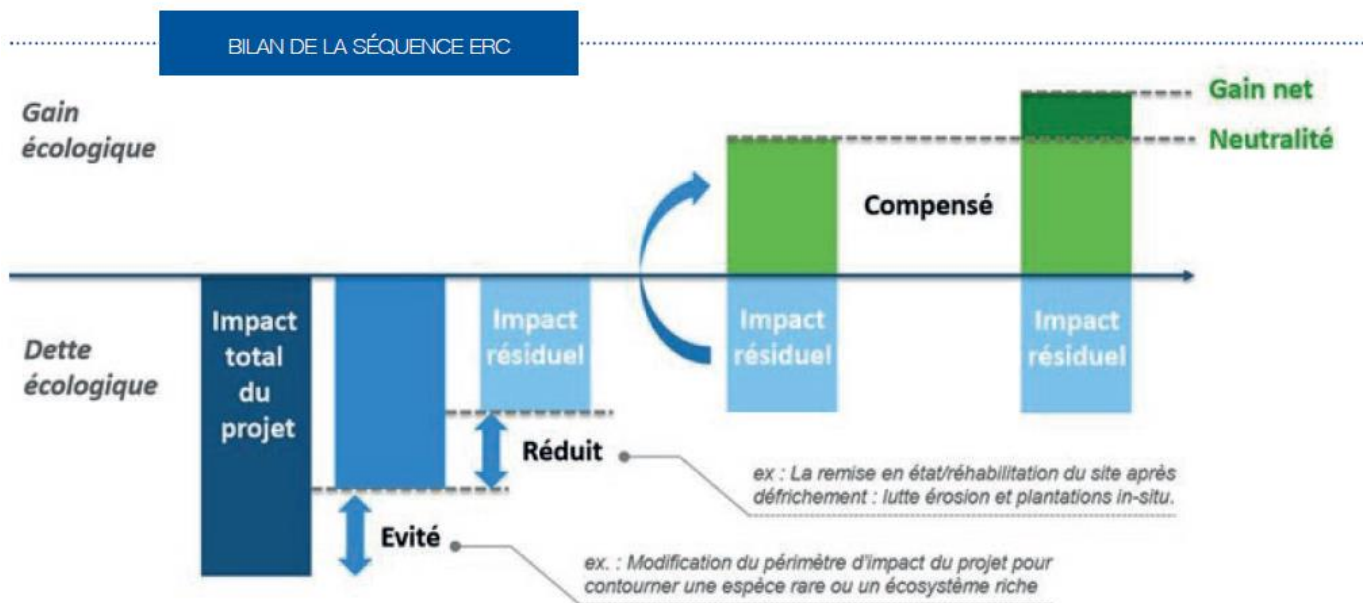 BILAN DE LA SÉQUENCE ERC
Gain
écologique
Gain net
Neutralité
Compensé
Impact
total
du
projet
Impact
résiduel
Impact
résiduel
Impact
résiduel
Dette
écologique
Réduit
ex : La remise en état/réhabilitation du site après
défrichement : lutte érosion et plantations in-situ.
Evité
ex. : Modification du périmètre d'impact du projet pour
contourner une espèce rare ou un écosystème riche